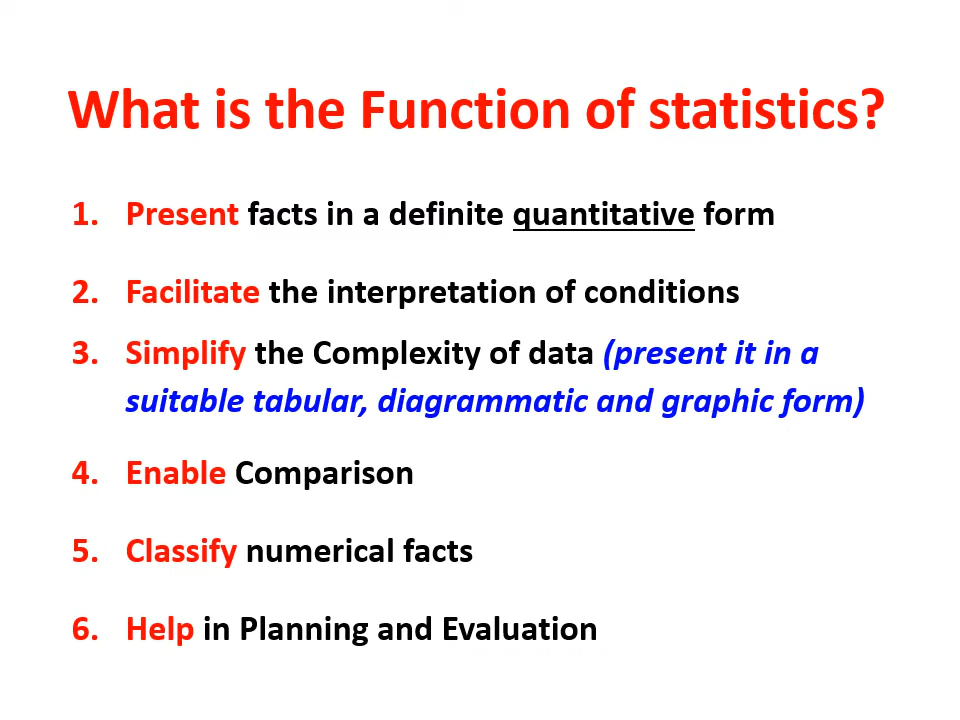 What is the Function of statistics?
1. Present facts in a definite quantitative form
2. Facilitate the interpretation of conditions
3. Simplify the Complexity of data (present it in a
suitable tabular, diagrammatic and graphic form)
4. Enable Comparison
5. Classify numerical facts
6. Help in Planning and Evaluation